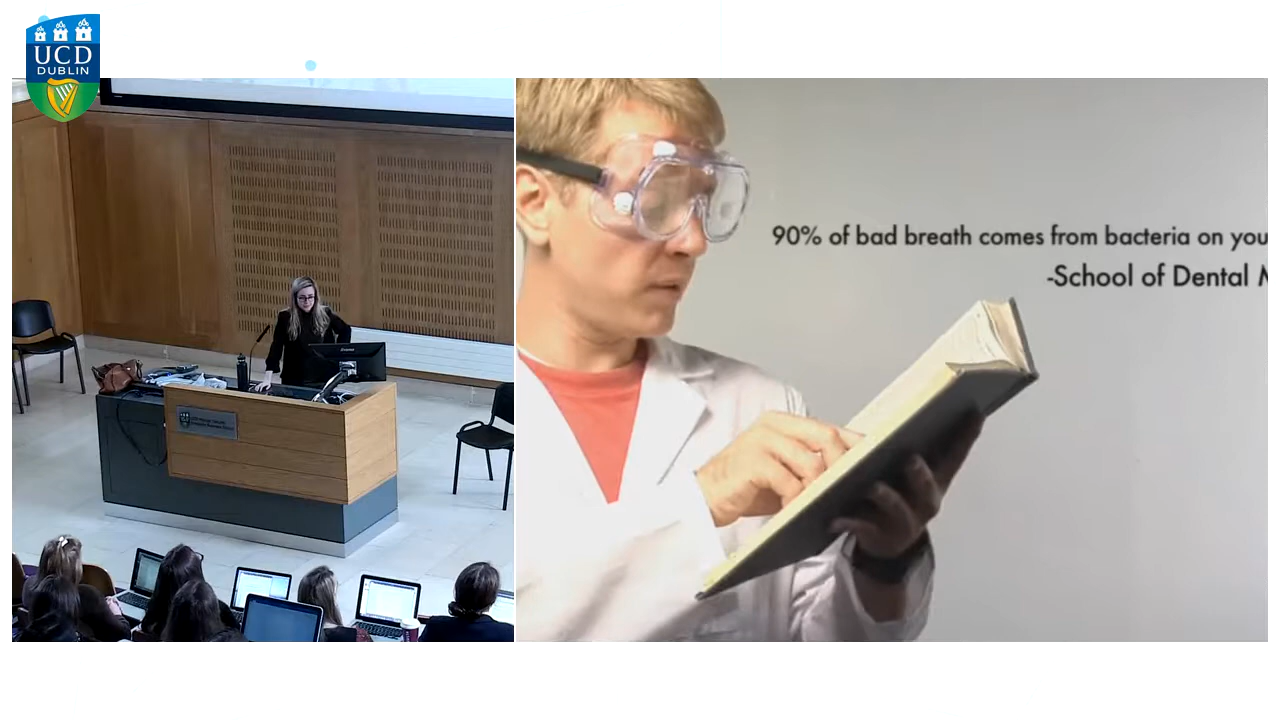 UCD
DUBLIN
90% of bad breath comes from bacteria on you
-School of Dental M